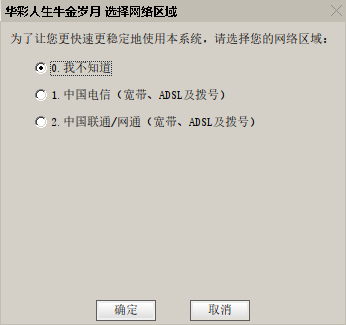 华彩人生牛金岁月 选择网络区域
为了让您更快速更稳定地使用本系统，请选择您的网络区域：
0.我不知道
1.中国电信（宽带、ADSL及拨号）
2.中国联通/网通（宽带、ADSL及拨号）
确定
取消